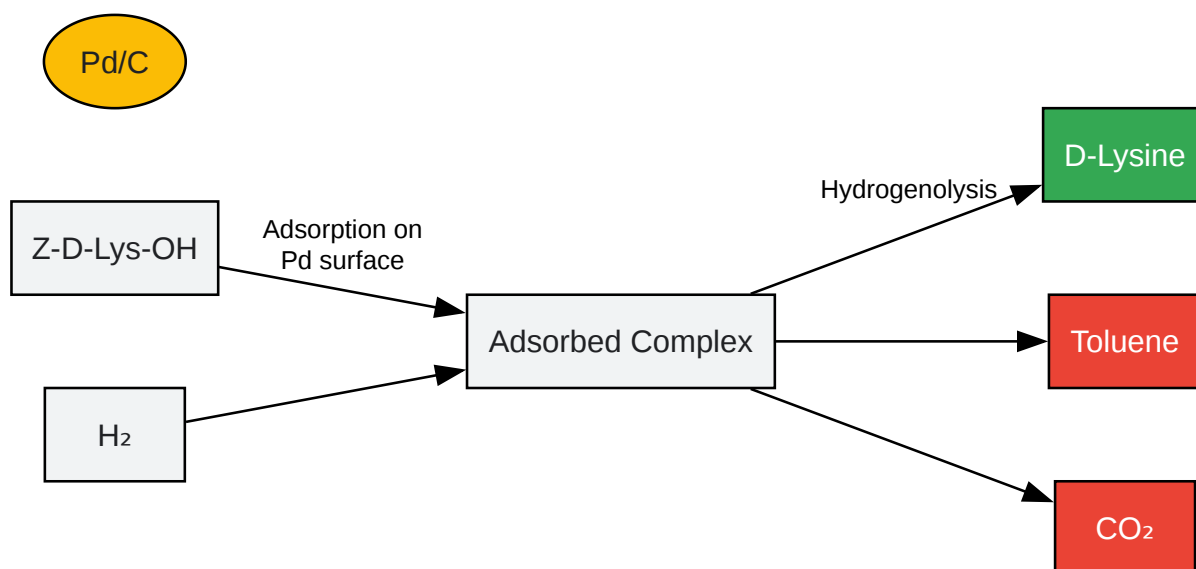 Pd/C
Z-D-Lys-OH
Adsorption on
Pd surface
H₂
Adsorbed Complex
Hydrogenolysis
D-Lysine
Toluene
CO₂